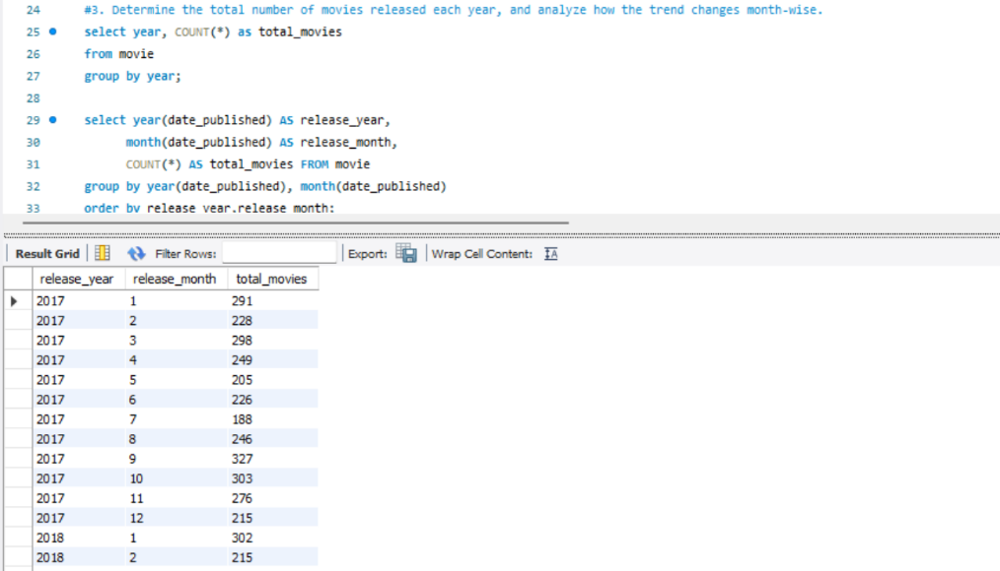 24 #3. Determine the total number of movies released each year, and analyze how the trend changes month-wise.
25 select year, COUNT(*) as total_movies
26 from movie
27 group by year;
28
29 select year(date_published) AS release_year,
30 month(date_published) AS release_month,
31 COUNT(*) AS total_movies FROM movie
32 group by year(date_published), month(date_published)
33 order by release_year,release_month;
Result Grid Filter Rows: Export: Wrap Cell Content: IA
release_year release_month total_movies
2017 1 291
2017 2 228
2017 3 298
2017 4 249
2017 5 205
2017 6 226
2017 7 188
2017 8 246
2017 9 327
2017 10 303
2017 11 276
2017 12 215
2018 1 302
2018 2 215